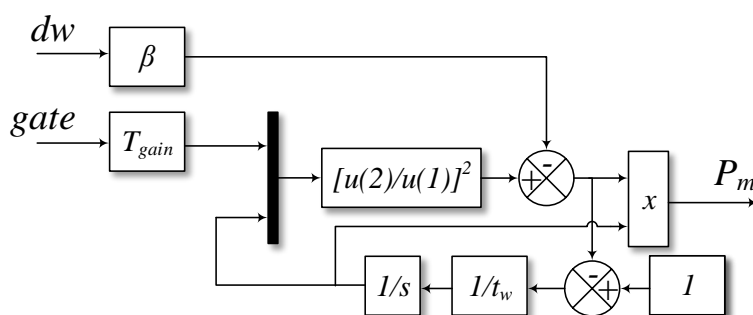 dw
β
gate
T_gain
[u(2)/u(1)]²
-
+
x
P_m
1/s
1/t_w
-
+
1